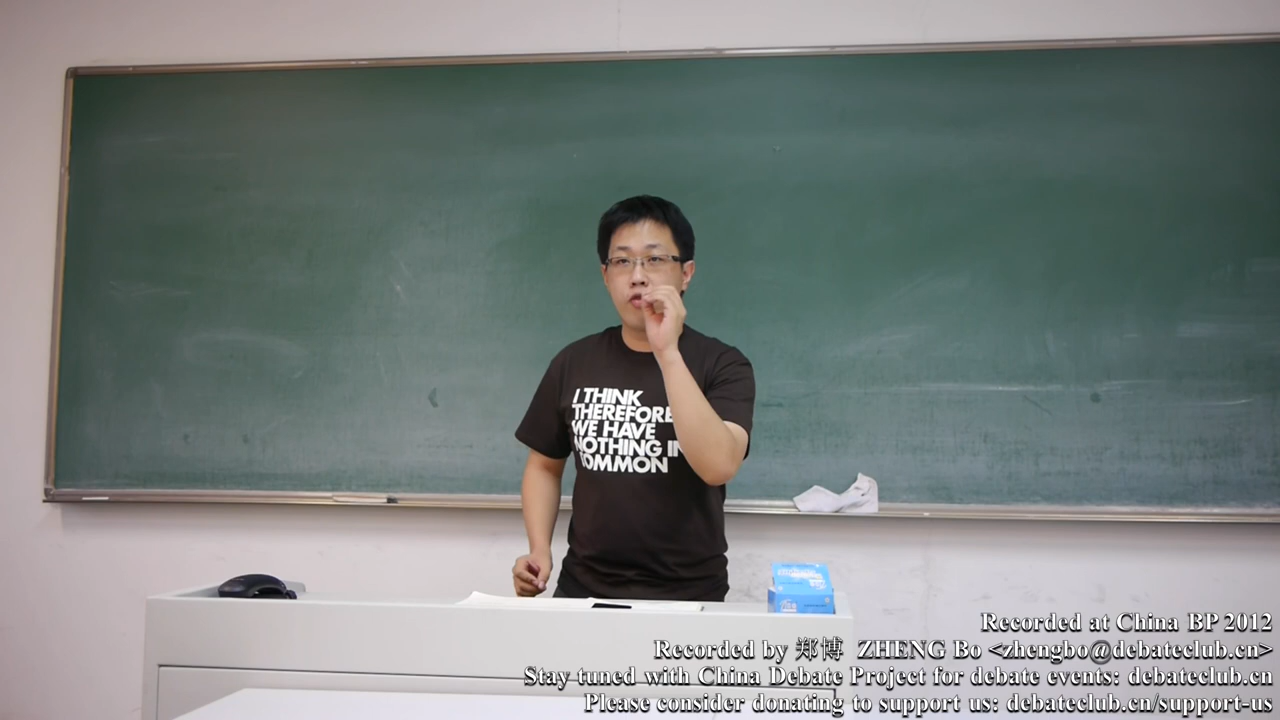 I THINK
THEREFORE
WE HAVE
NOTHING IN
COMMON
Recorded at China BP 2012
Recorded by 郑博 ZHENG Bo <zhengbo@debateclub.cn>
Stay tuned with China Debate Project for debate events: debateclub.cn
Please consider donating to support us: debateclub.cn/support-us